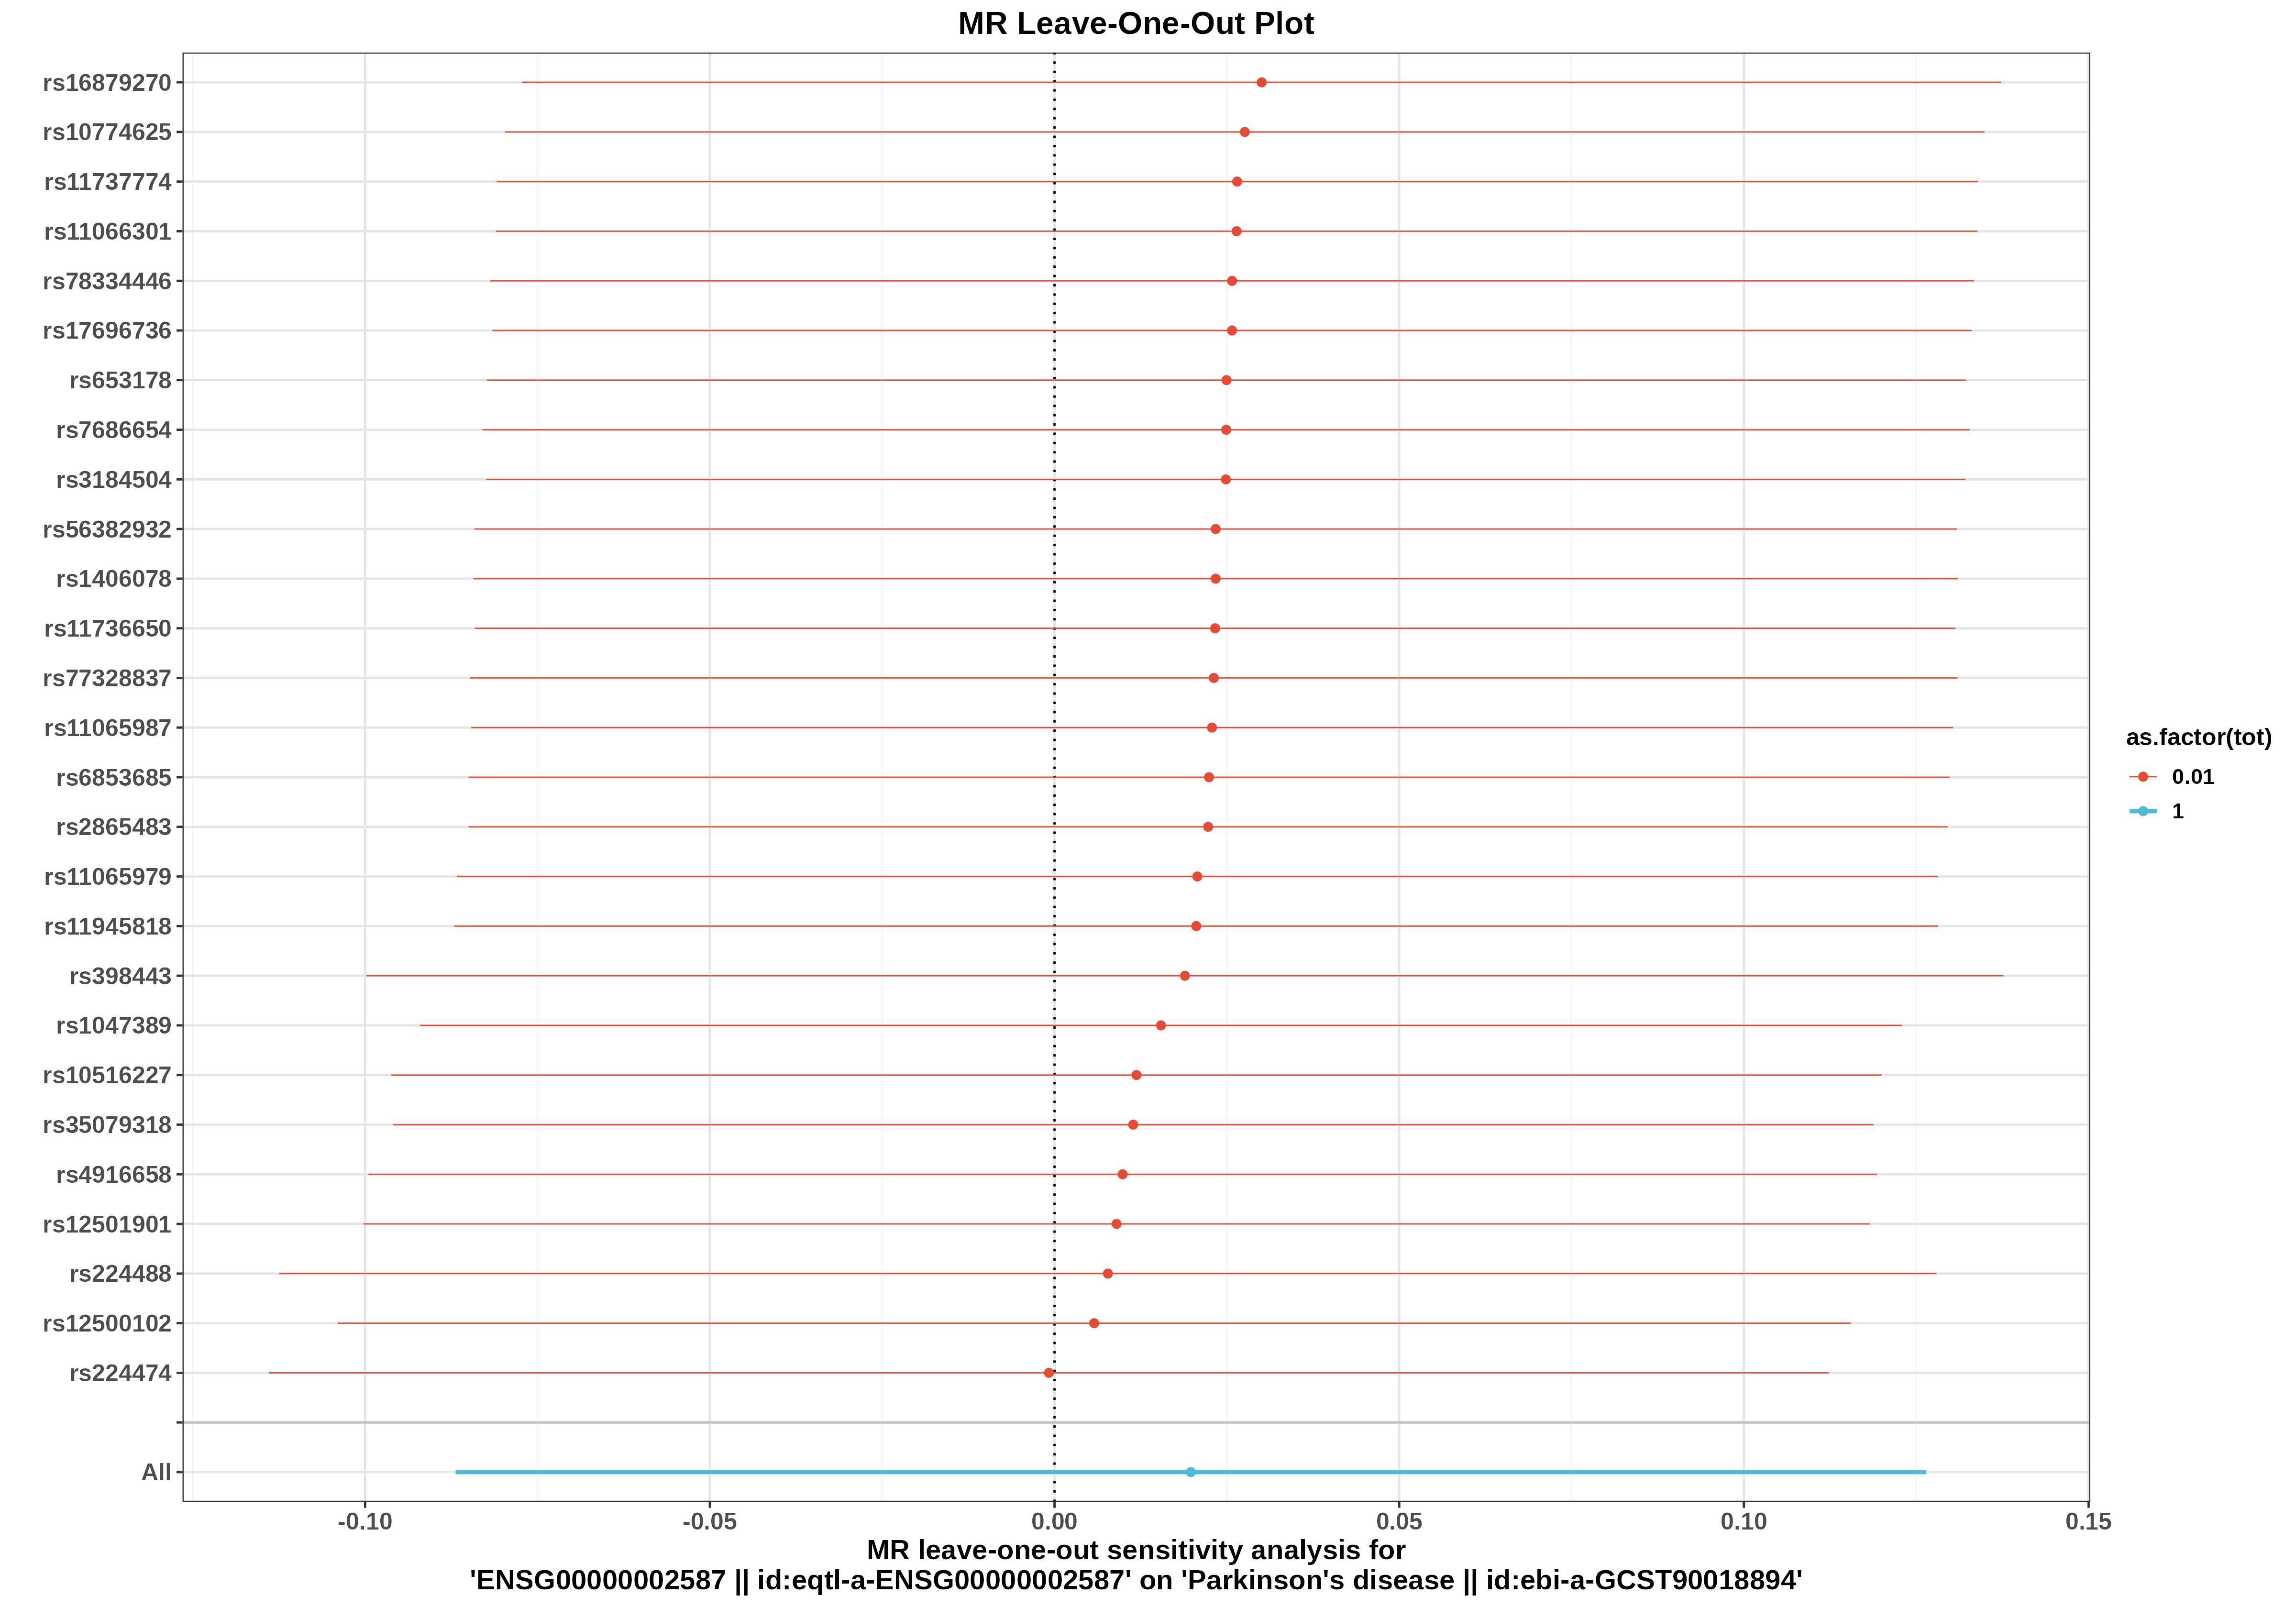 MR Leave-One-Out Plot
rs16879270
rs10774625
rs11737774
rs11066301
rs78334446
rs17696736
rs653178
rs7686654
rs3184504
rs56382932
rs1406078
rs11736650
rs77328837
rs11065987
rs6853685
rs2865483
rs11065979
rs11945818
rs398443
rs1047389
rs10516227
rs35079318
rs4916658
rs12501901
rs224488
rs12500102
rs224474
All
-0.10 -0.05 0.00 0.05 0.10 0.15
MR leave-one-out sensitivity analysis for
'ENSG00000002587 || id:eqtl-a-ENSG00000002587' on 'Parkinson's disease || id:ebi-a-GCST90018894'
as.factor(tot)
0.01
1